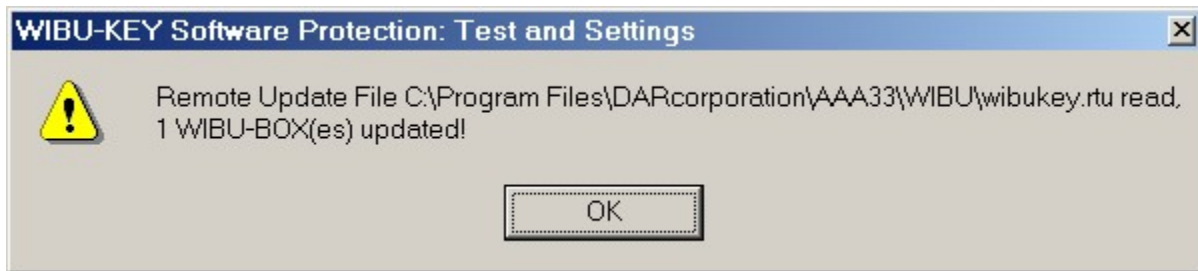 WIBU-KEY Software Protection: Test and Settings
Remote Update File C:\Program Files\DARcorporation\AAA33\WIBU\wibukey.rtu read,
1 WIBU-BOX(es) updated!
OK